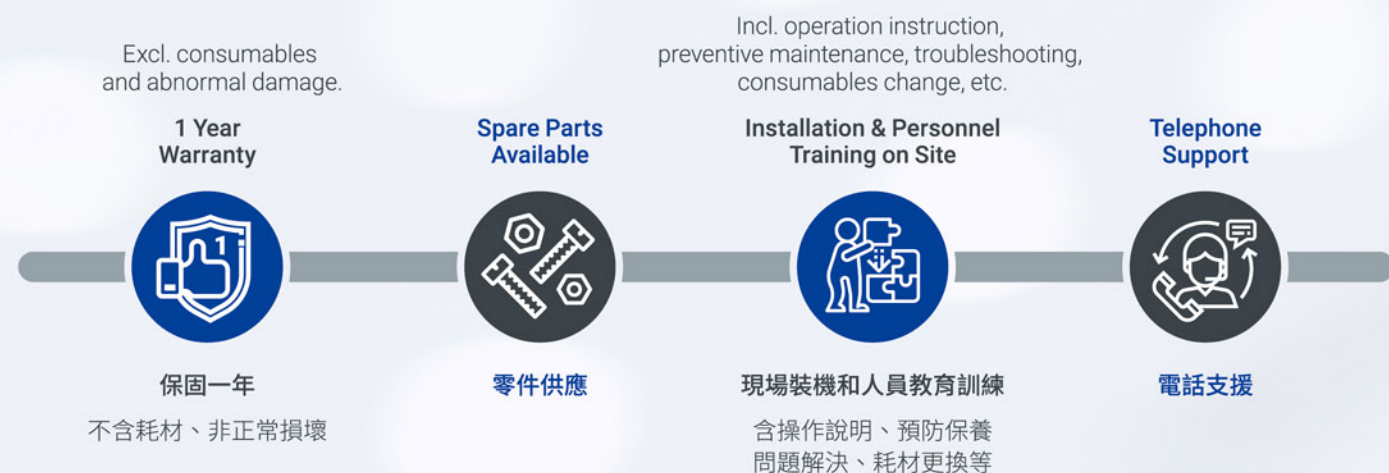 Excl. consumables
and abnormal damage.
1 Year
Warranty
Spare Parts
Available
Incl. operation instruction,
preventive maintenance, troubleshooting,
consumables change, etc.
Installation & Personnel
Training on Site
Telephone
Support
1
保固一年
不含耗材、非正常損壞
零件供應
現場裝機和人員教育訓練
含操作說明、預防保養
問題解決、耗材更換等
電話支援